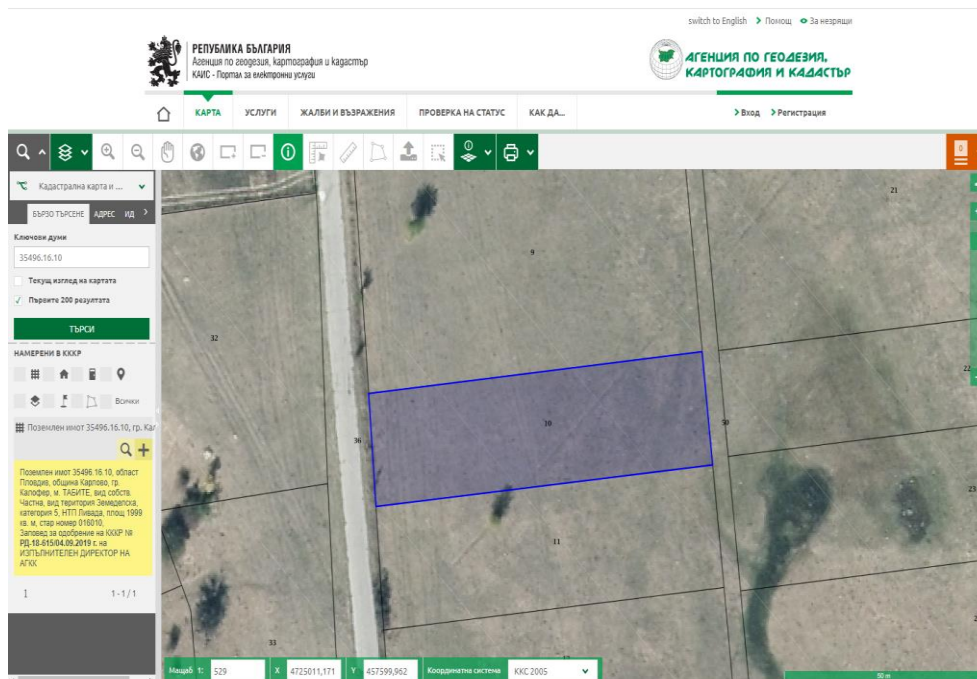 switch to English
Помощ
За незрящи
РЕПУБЛИКА БЪЛГАРИЯ
Агенция по геодезия, картография и кадастър
КАИС - Портал за електронни услуги
АГЕНЦИЯ ПО ГЕОДЕЗИЯ,
КАРТОГРАФИЯ И КАДАСТЪР
КАРТА
УСЛУГИ
ЖАЛБИ И ВЪЗРАЖЕНИЯ
ПРОВЕРКА НА СТАТУС
КАК ДА...
Вход
Регистрация
0
Кадастрална карта и ...
БЪРЗО ТЪРСЕНЕ
АДРЕС
ИД
Ключови думи
35496.16.10
Текущ изглед на картата
Първите 200 резултата
ТЪРСИ
НАМЕРЕНИ В КККР
Всички
Поземлен имот 35496.16.10, гр. Кал
Поземлен имот 35496.16.10, област
Пловдив, община Карлово, гр.
Калофер, м. ТАБИТЕ, вид собств.
Частна, вид територия Земеделска,
категория 5, НТП Ливада, площ 1999
кв. м, стар номер 016010,
Заповед за одобрение на КККР №
РД-18-615/04.09.2019 г. на
ИЗПЪЛНИТЕЛЕН ДИРЕКТОР НА
АГКК
1
1-1 / 1
21
9
32
22
10
50
36
23
11
33
Мащаб 1:
529
X
4725011,171
Y
457599,962
Координатна система
ККС 2005
50 m